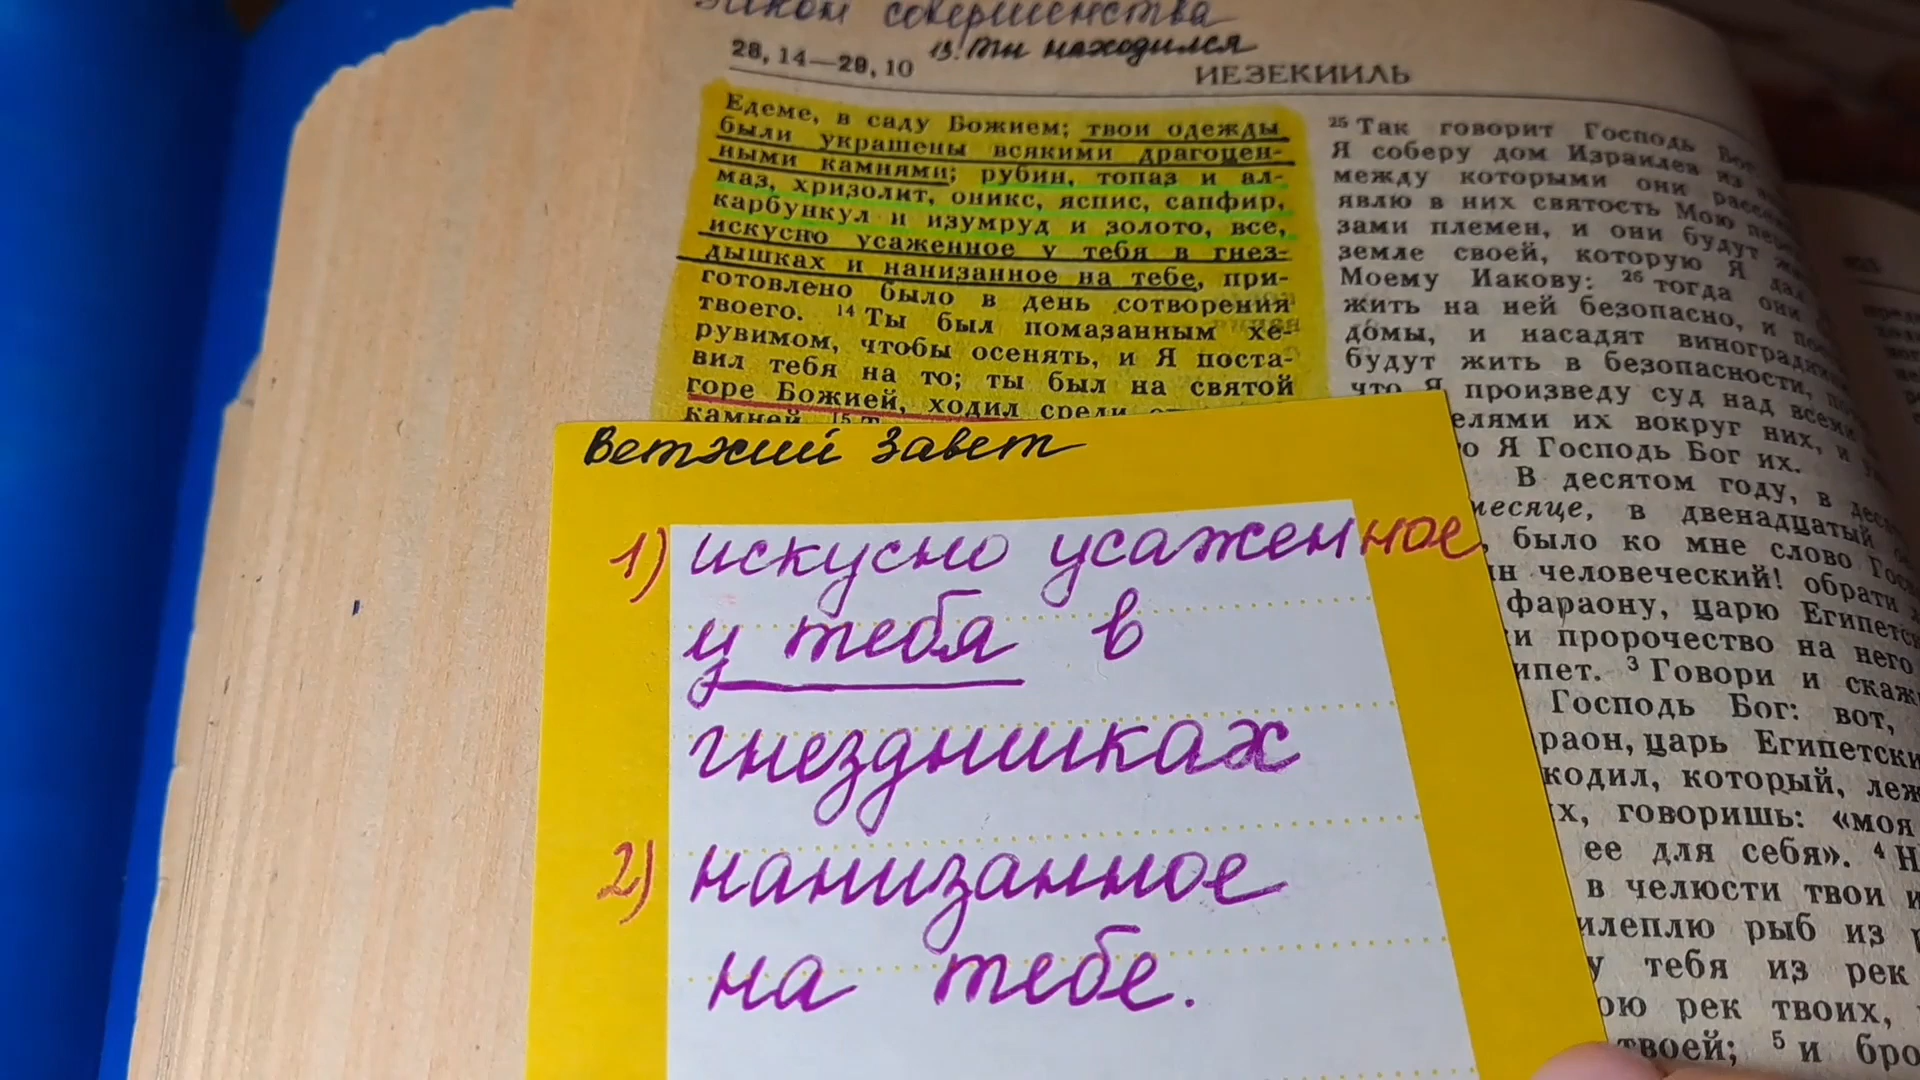 совершенства
13. Ты находился
28, 14—29, 10
ИЕЗЕКИИЛЬ
Едеме, в саду Божием; твои одежды
были украшены всякими драгоцен-
ными камнями; рубин, топаз и ал-
маз, хризолит, оникс, яспис, сапфир,
карбункул и изумруд и золото, все,
искусно усаженное у тебя в гнез-
дышках и нанизанное на тебе, при-
готовлено было в день сотворения
твоего. 14 Ты был помазанным хе-
рувимом, чтобы осенять, и Я поста-
вил тебя на то; ты был на святой
горе Божией, ходил среди
камней. 15
25 Так говорит Господь Бог
Я соберу дом Израилев из
между которыми они
явлю в них святость Мою
зами племен, и они будут
земле своей, которую Я дал
Моему Иакову: 26 тогда они
жить на ней безопасно, и
домы, и насадят
будут жить в безопасности,
что Я произведу суд над всеми
елями их вокруг них, и
о Я Господь Бог их.
В десятом году, в
месяце, в двенадцатый
было ко мне слово
н человеческий! обрати
фараону, царю
и пророчество на него
ипет. 3 Говори и
Господь Бог: вот,
раон, царь
кодил, который,
х, говоришь: «моя
ее для себя». 4 Н
в челюсти твои и
илеплю рыб из
у тебя из рек
ою рек твоих,
твоей; 5 и бро
Ветхий Завет
1) искусно усаженное
у тебя в
гнездышках
2) нанизанное
на тебе.